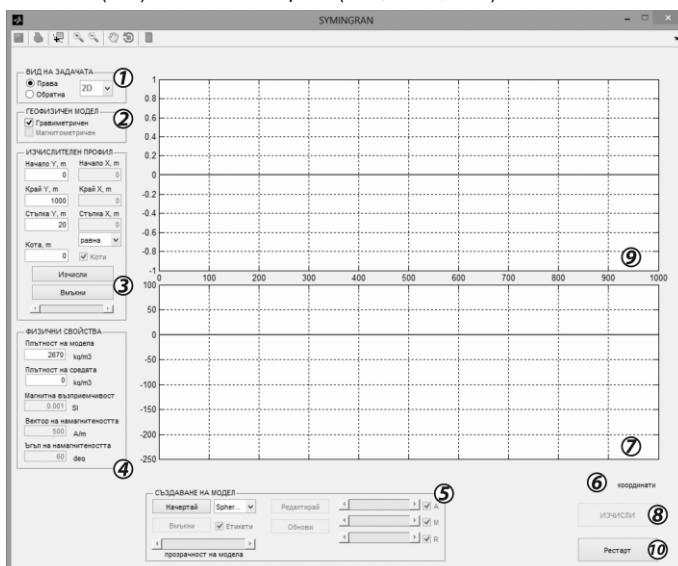 SYMINGRAN
ВИД НА ЗАДАЧАТА
Права
Обратна
2D
1
ГЕОФИЗИЧЕН МОДЕЛ
Гравиметричен
Магнитометричен
2
ИЗЧИСЛИТЕЛЕН ПРОФИЛ
Начало Y, m Начало X, m
0 0
Край Y, m Край X, m
1000 0
Стъпка Y, m Стъпка X, m
20 0
равна
Кота, m
0 Коти
Изчисли
Вмъкни
3
ФИЗИЧНИ СВОЙСТВА
Плътност на модела
2670 kg/m3
Плътност на средата
0 kg/m3
Магнитна възприемчивост
0.001 SI
Вектор на намагнитеността
500 A/m
Ъгъл на намагнитеността
60 deg
4
1
0.8
0.6
0.4
0.2
0
-0.2
-0.4
-0.6
-0.8
-1
9
0 100 200 300 400 500 600 700 800 900 1000
100
50
0
-50
-100
-150
-200
-250
7
СЪЗДАВАНЕ НА МОДЕЛ
5
Начертай Spher... Редактирай A
Вмъкни Етикети Обнови M
R
прозрачност на модела
6 координати
ИЗЧИСЛИ 8
Рестарт 10